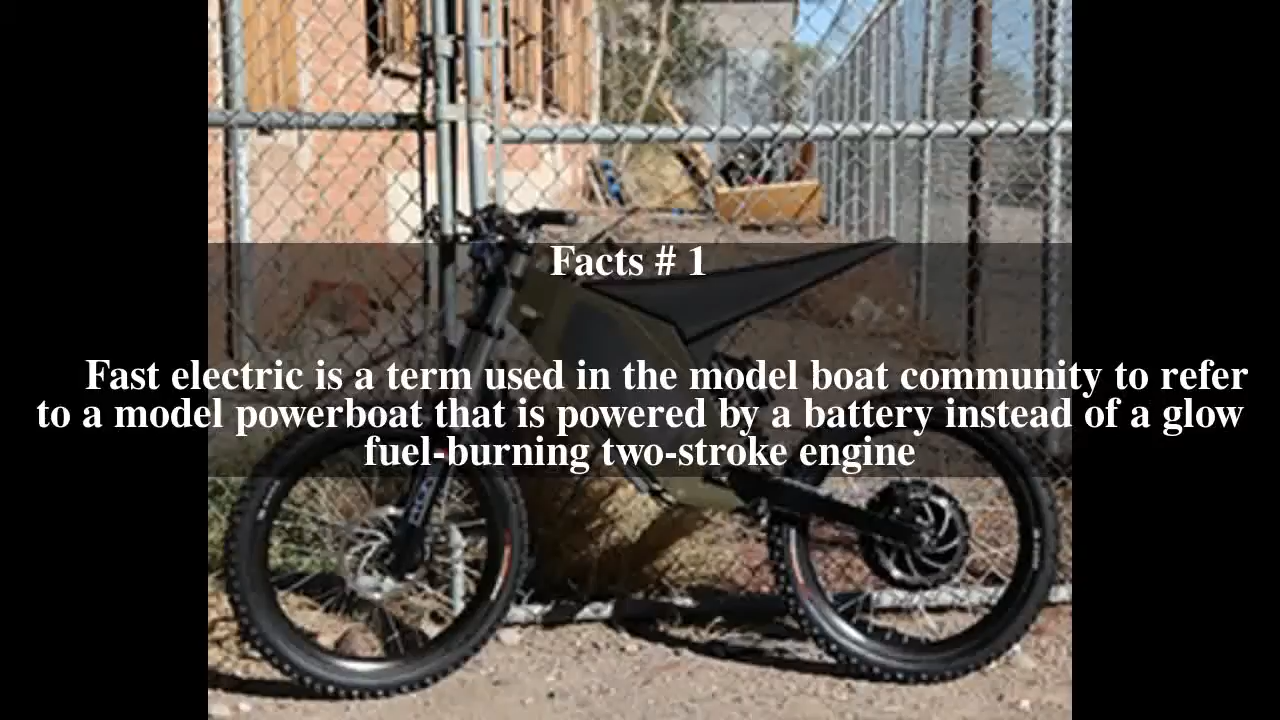 Facts # 1
Fast electric is a term used in the model boat community to refer
to a model powerboat that is powered by a battery instead of a glow
fuel-burning two-stroke engine